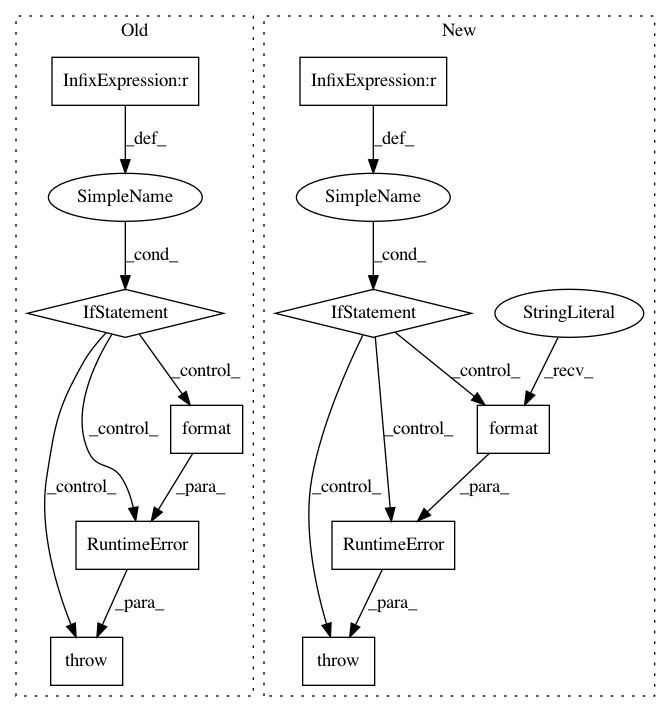 Old
New
InfixExpression:r
InfixExpression:r
_def_
_def_
SimpleName
SimpleName
_cond_
_cond_
IfStatement
IfStatement
StringLiteral
_control_
_control_
_recv_
format
format
_control_
_control_
_control_
_control_
_para_
_para_
RuntimeError
RuntimeError
_para_
_para_
throw
throw